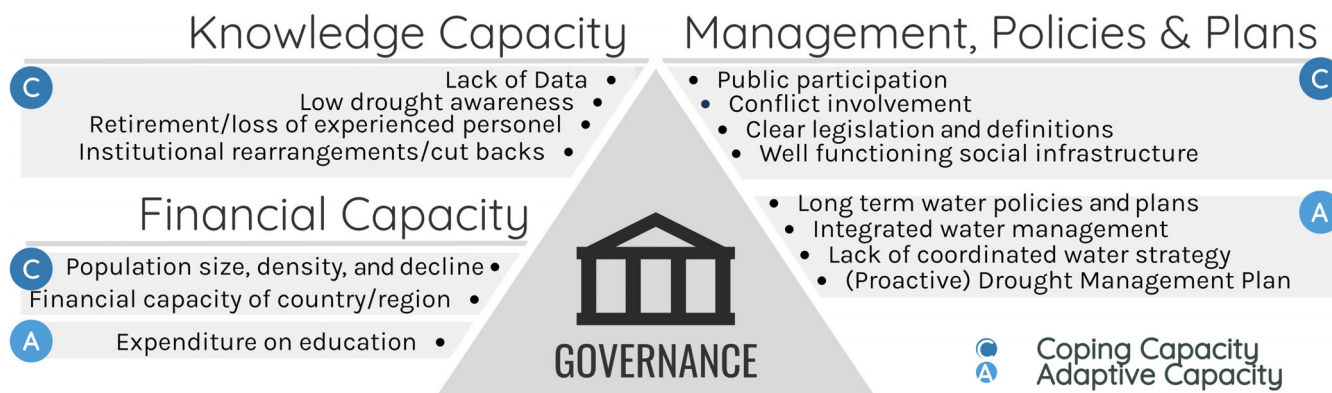 Knowledge Capacity
C
Lack of Data •
Low drought awareness •
Retirement/loss of experienced personel •
Institutional rearrangements/cut backs •
Financial Capacity
C
Population size, density, and decline •
Financial capacity of country/region •
A
Expenditure on education •
Management, Policies & Plans
C
• Public participation
• Conflict involvement
• Clear legislation and definitions
• Well functioning social infrastructure
A
• Long term water policies and plans
• Integrated water management
• Lack of coordinated water strategy
• (Proactive) Drought Management Plan
GOVERNANCE
C Coping Capacity
A Adaptive Capacity